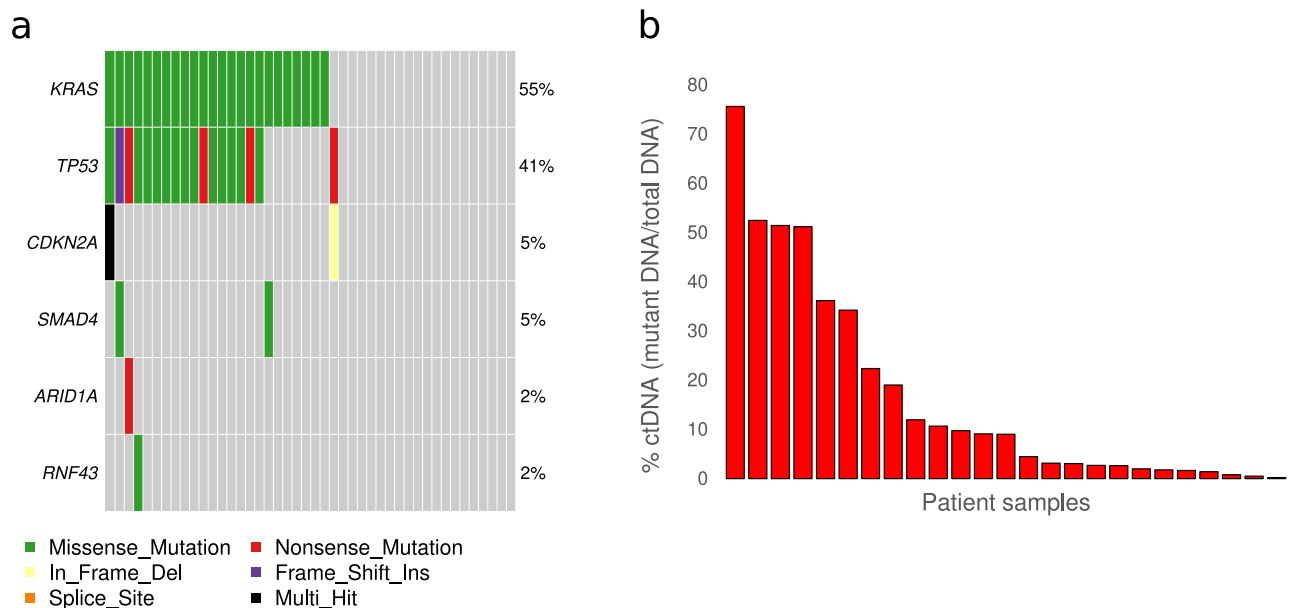 a
KRAS 55%
TP53 41%
CDKN2A 5%
SMAD4 5%
ARID1A 2%
RNF43 2%
Missense_Mutation Nonsense_Mutation
In_Frame_Del Frame_Shift_Ins
Splice_Site Multi_Hit
b
% ctDNA (mutant DNA/total DNA)
80
70
60
50
40
30
20
10
0
Patient samples